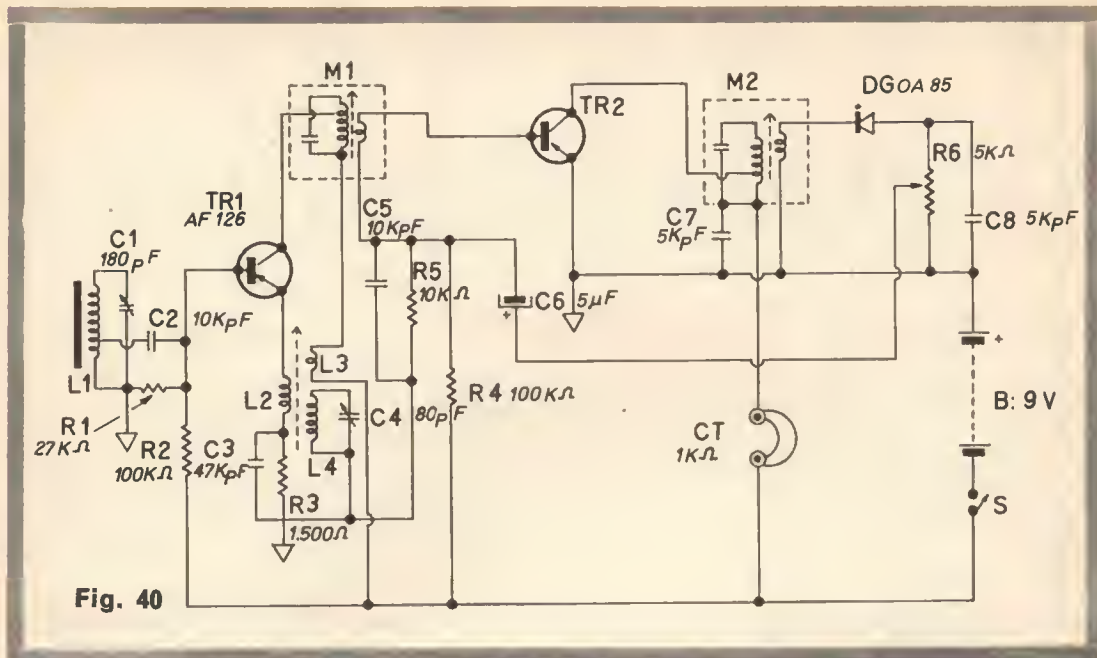 M1
TR2
M2
DG OA 85
R6
5KΩ
TR1
AF 126
C5
10KpF
C7
5KpF
C8 5KpF
C1
180pF
R5
10KΩ
C2
10KpF
C6 5μF
+
+
L1
L3
L2
R4 100KΩ
B: 9 V
R1
27KΩ
R2
100KΩ
C3
47KpF
L4
C4
80pF
CT
1KΩ
R3
1.500Ω
S
Fig. 40